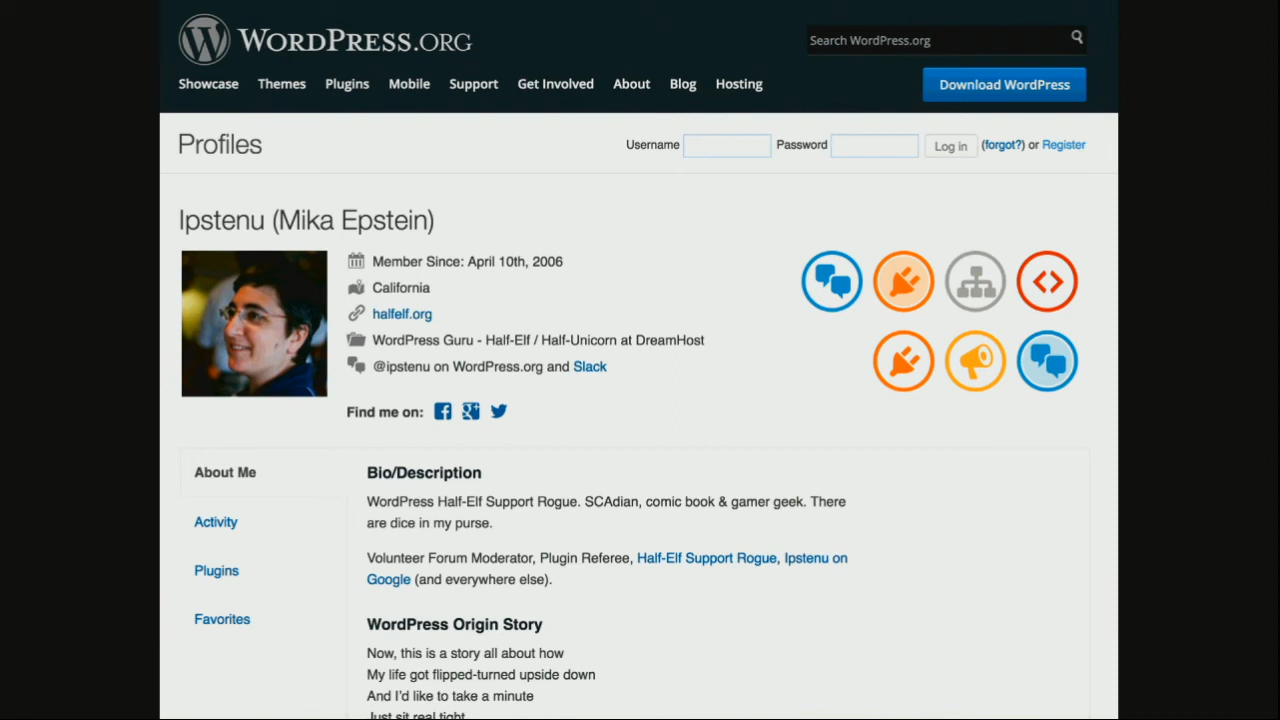 WORDPRESS.ORG
Search WordPress.org
Showcase Themes Plugins Mobile Support Get Involved About Blog Hosting
Download WordPress
Profiles
Username Password Log in (forgot?) or Register
Ipstenu (Mika Epstein)
Member Since: April 10th, 2006
California
halfelf.org
WordPress Guru - Half-Elf / Half-Unicorn at DreamHost
@ipstenu on WordPress.org and Slack
Find me on:
About Me
Activity
Plugins
Favorites
Bio/Description
WordPress Half-Elf Support Rogue. SCAdian, comic book & gamer geek. There
are dice in my purse.
Volunteer Forum Moderator, Plugin Referee, Half-Elf Support Rogue, Ipstenu on
Google (and everywhere else).
WordPress Origin Story
Now, this is a story all about how
My life got flipped-turned upside down
And I'd like to take a minute
Just sit real tight